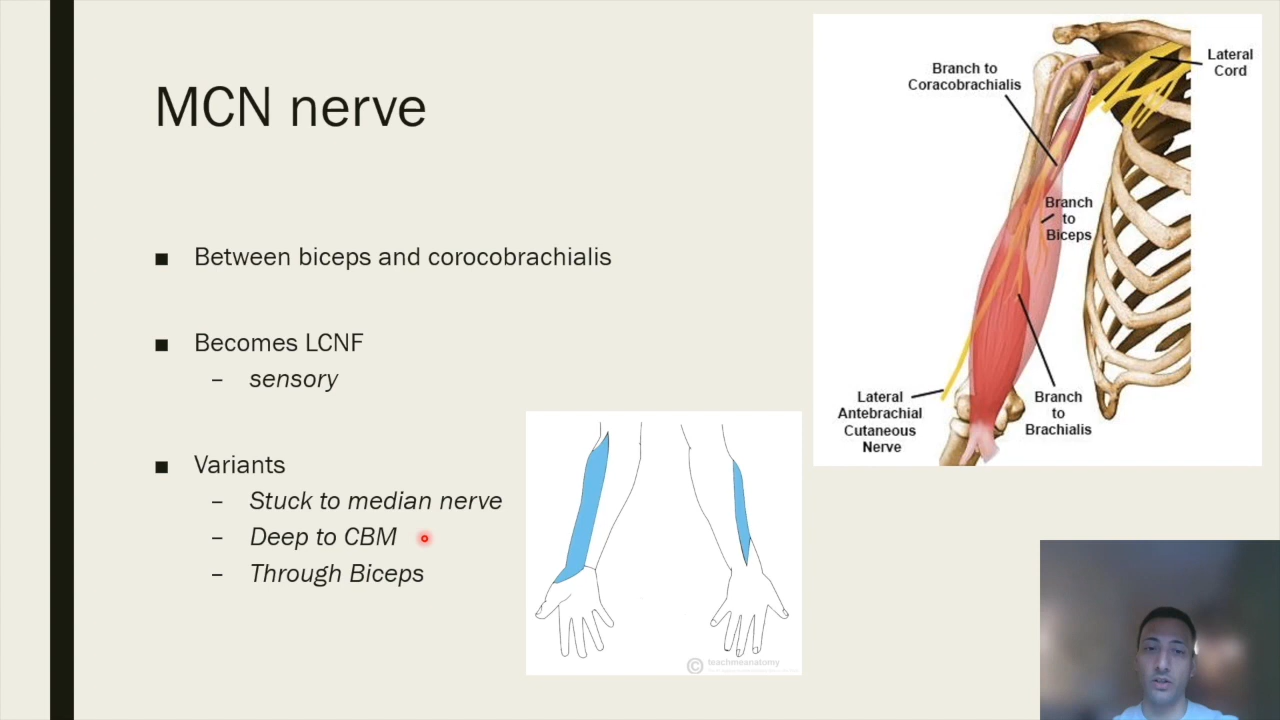 MCN nerve
Between biceps and corocobrachialis
Becomes LCNF
– sensory
Variants
– Stuck to median nerve
– Deep to CBM
– Through Biceps
Branch to
Coracobrachialis
Lateral
Cord
Branch
to
Biceps
Lateral
Antebrachial
Cutaneous
Nerve
Branch
to
Brachialis
© teachmeanatomy